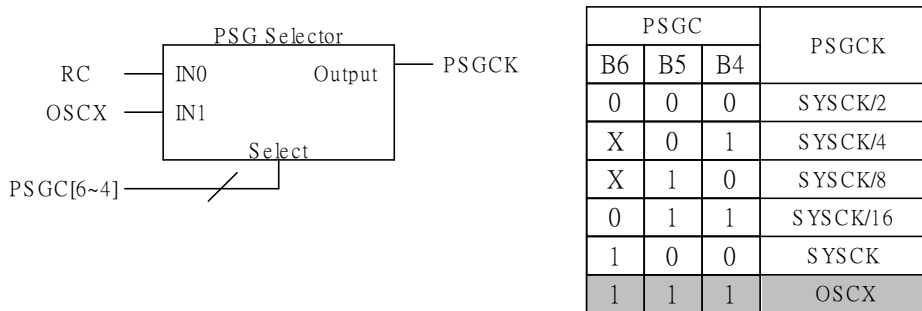 PSG Selector
RC
IN0
Output
PSGCK
OSCX
IN1
Select
PSGC[6~4]
PSGC PSGCK
B6 B5 B4
0 0 0 SYSCK/2
X 0 1 SYSCK/4
X 1 0 SYSCK/8
0 1 1 SYSCK/16
1 0 0 SYSCK
1 1 1 OSCX